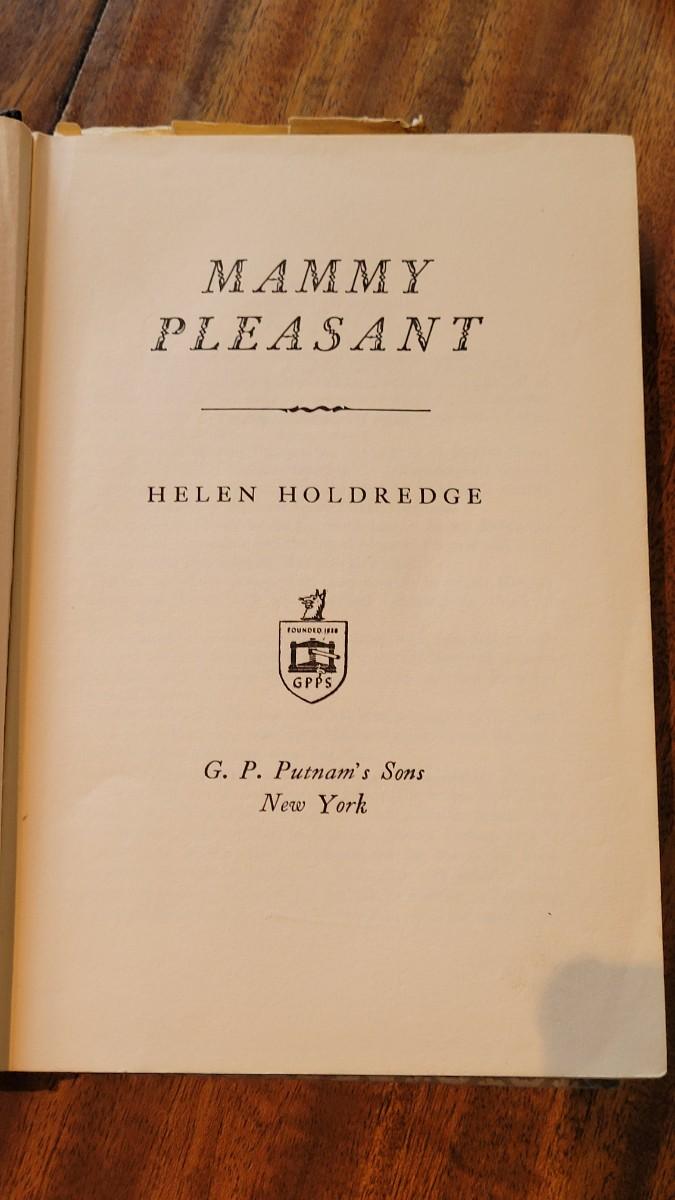 MAMMY
PLEASANT
HELEN HOLDREDGE
FOUNDED 1838
GPPS
G. P. Putnam's Sons
New York